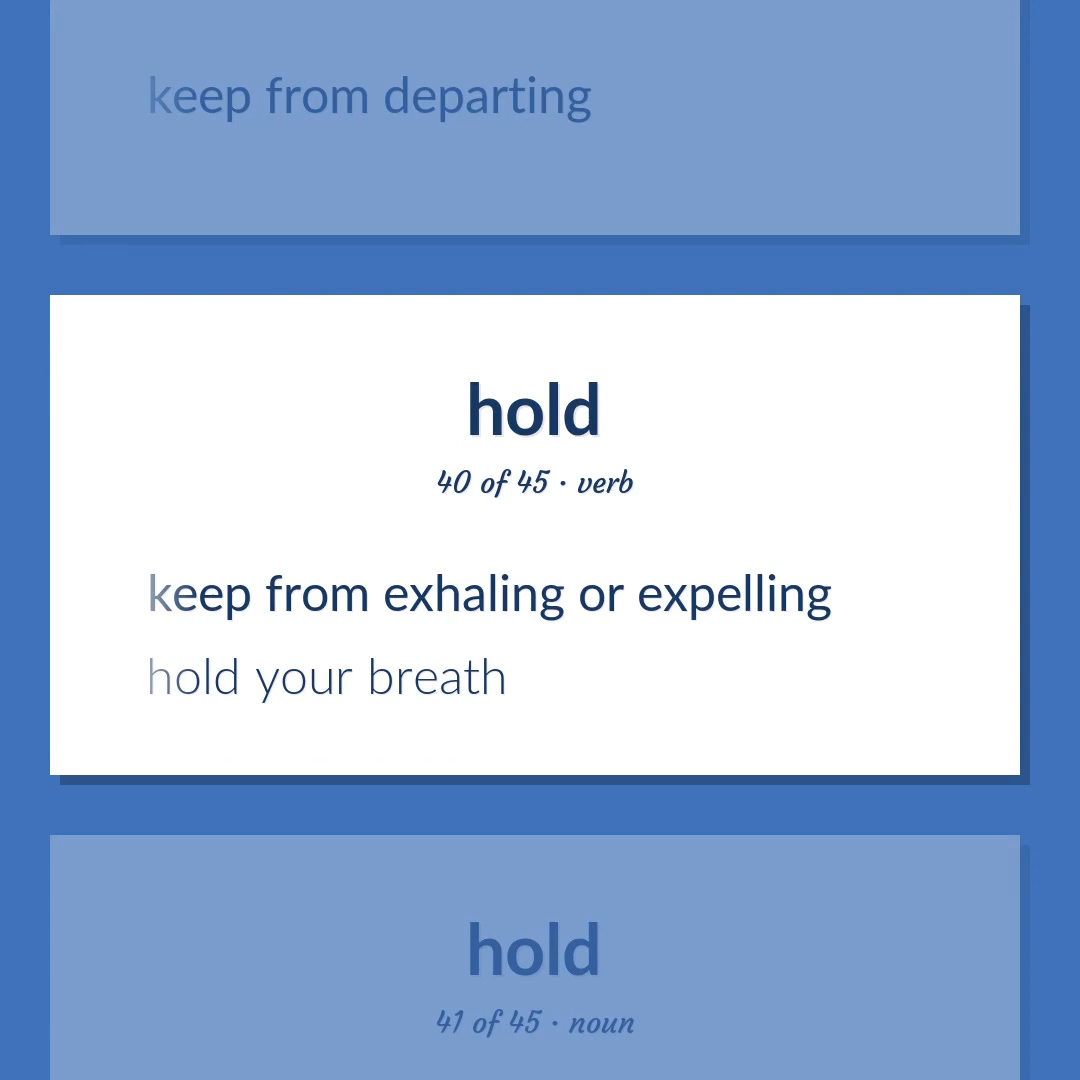 keep from departing
hold
40 of 45 · verb
keep from exhaling or expelling
hold your breath
hold
41 of 45 · noun